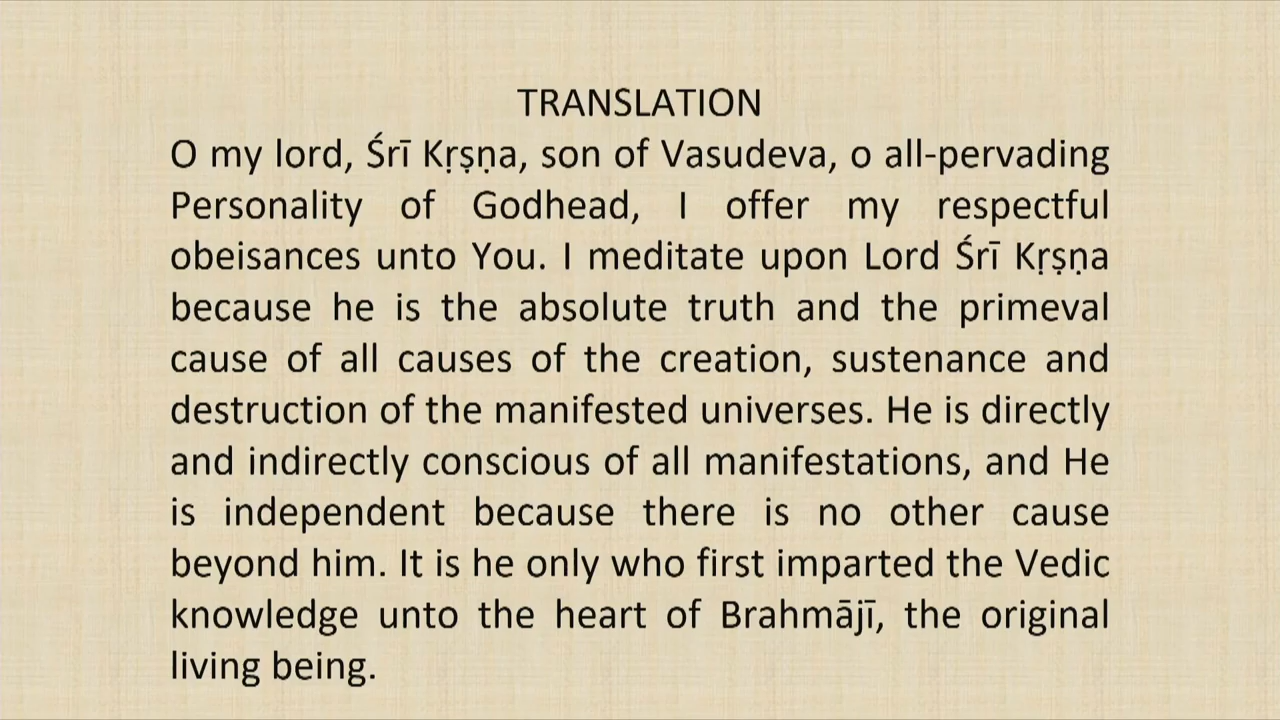 TRANSLATION
O my lord, Śrī Kṛṣṇa, son of Vasudeva, o all-pervading
Personality of Godhead, I offer my respectful
obeisances unto You. I meditate upon Lord Śrī Kṛṣṇa
because he is the absolute truth and the primeval
cause of all causes of the creation, sustenance and
destruction of the manifested universes. He is directly
and indirectly conscious of all manifestations, and He
is independent because there is no other cause
beyond him. It is he only who first imparted the Vedic
knowledge unto the heart of Brahmājī, the original
living being.